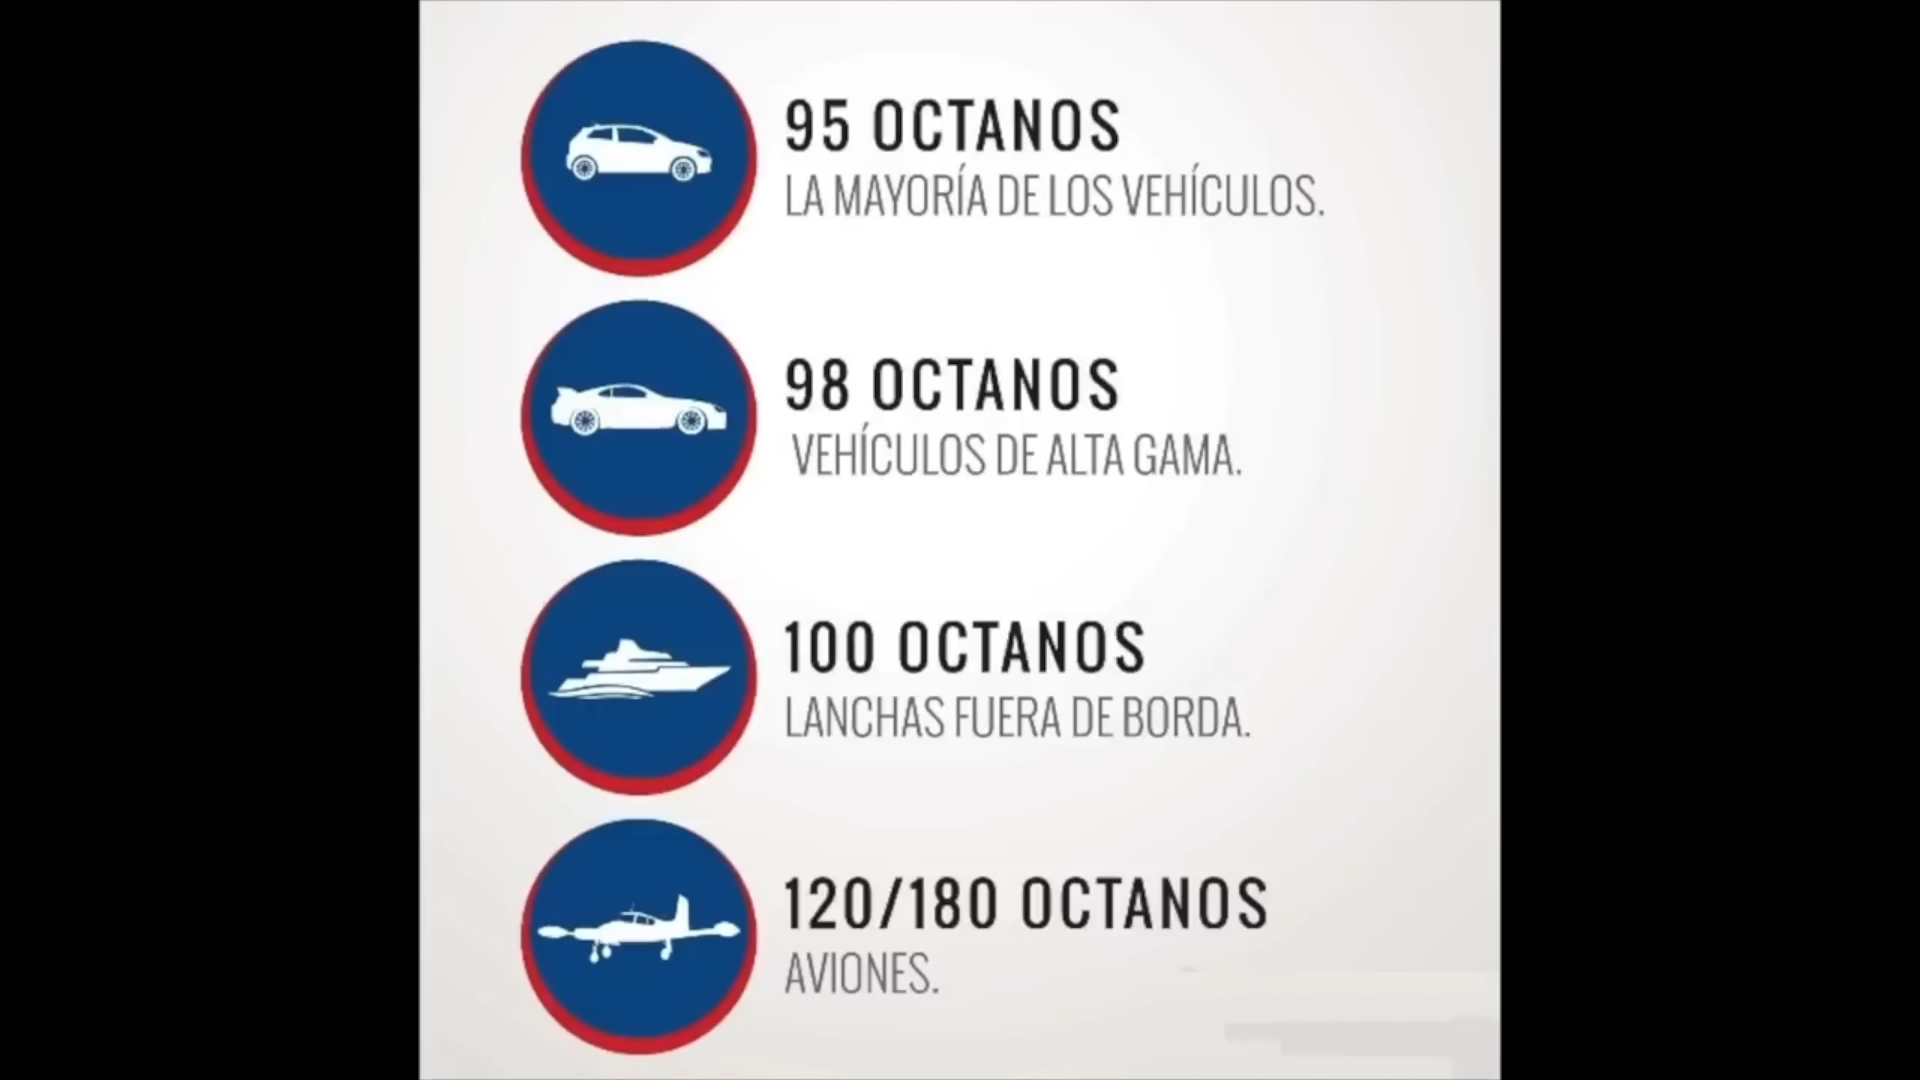 95 OCTANOS
LA MAYORÍA DE LOS VEHÍCULOS.
98 OCTANOS
VEHÍCULOS DE ALTA GAMA.
100 OCTANOS
LANCHAS FUERA DE BORDA.
120/180 OCTANOS
AVIONES.